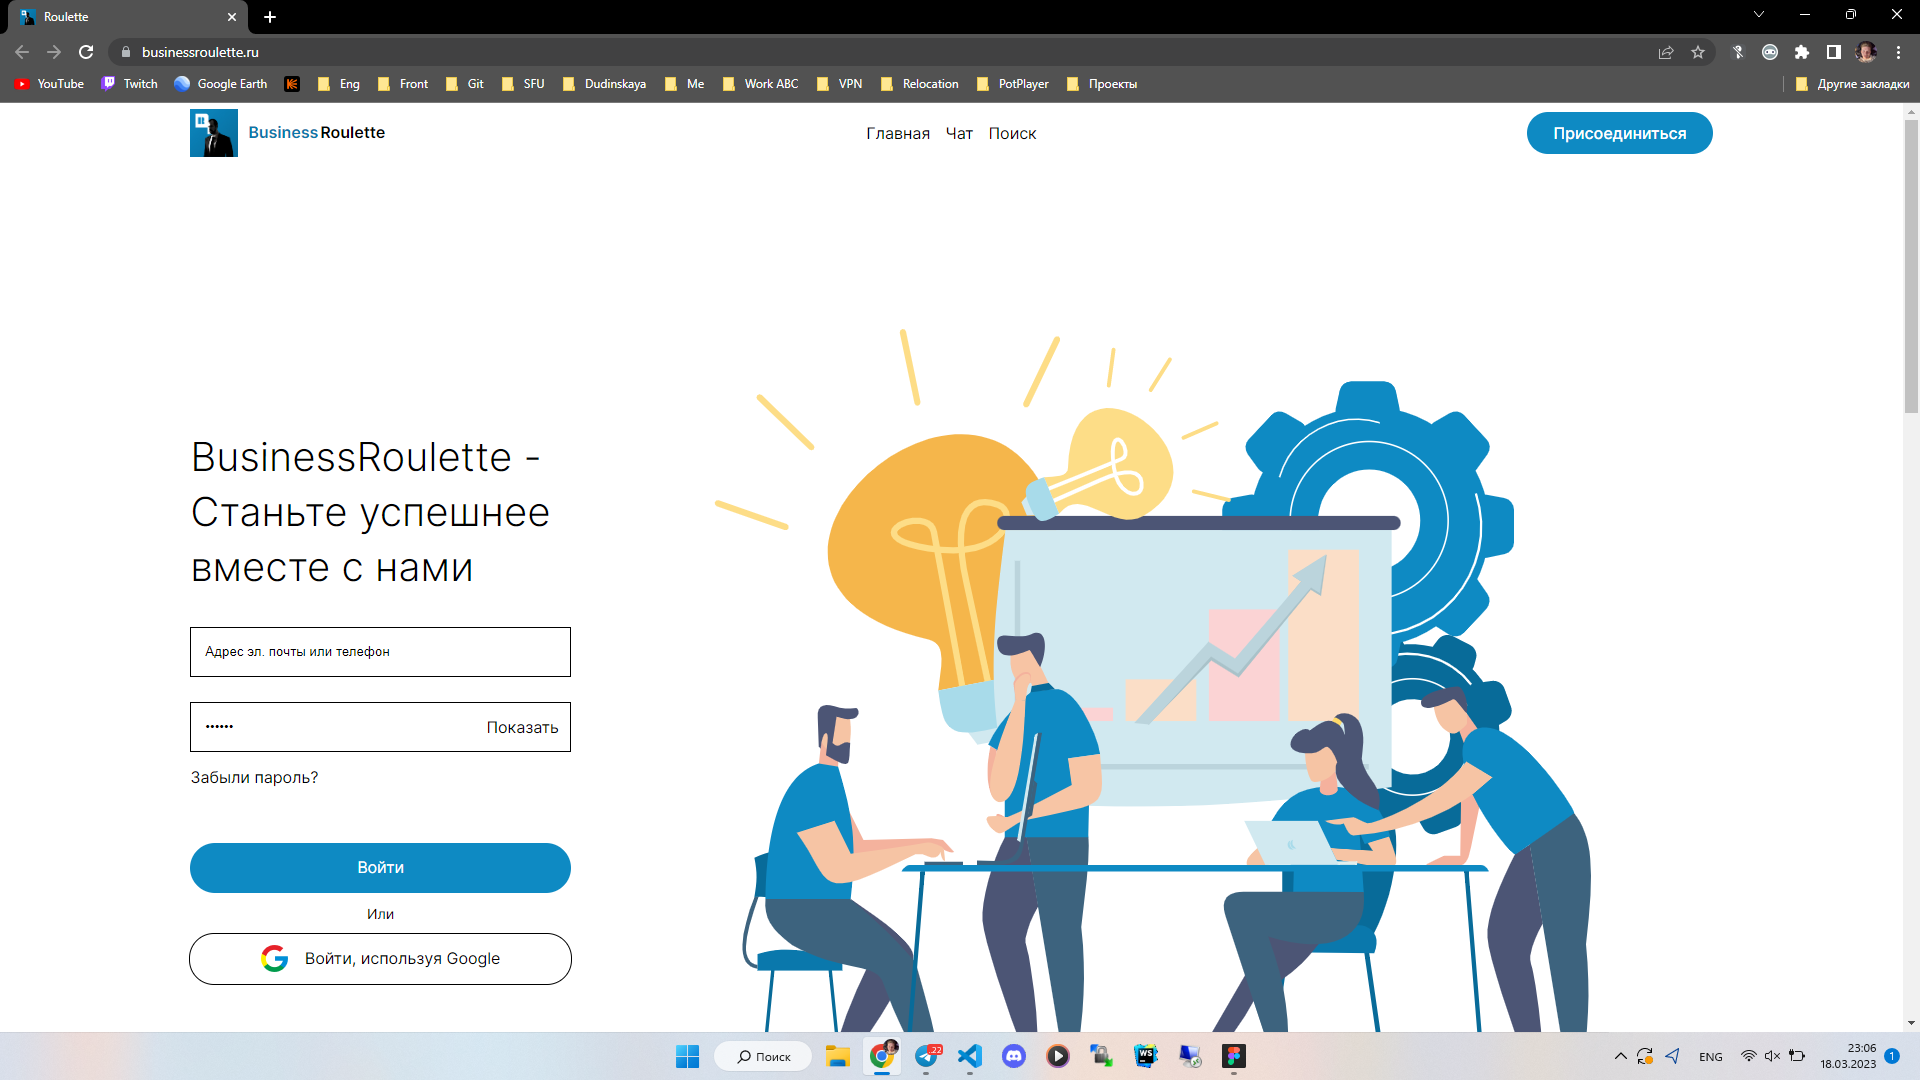 Roulette
businessroulette.ru
YouTube Twitch Google Earth Eng Front Git SFU Dudinskaya Me Work ABC VPN Relocation PotPlayer Проекты Другие закладки
BusinessRoulette Главная Чат Поиск Присоединиться
BusinessRoulette -
Станьте успешнее
вместе с нами
Адрес эл. почты или телефон
•••••• Показать
Забыли пароль?
Войти
Или
Войти, используя Google
Поиск 22 WS ENG 23:06 1
18.03.2023